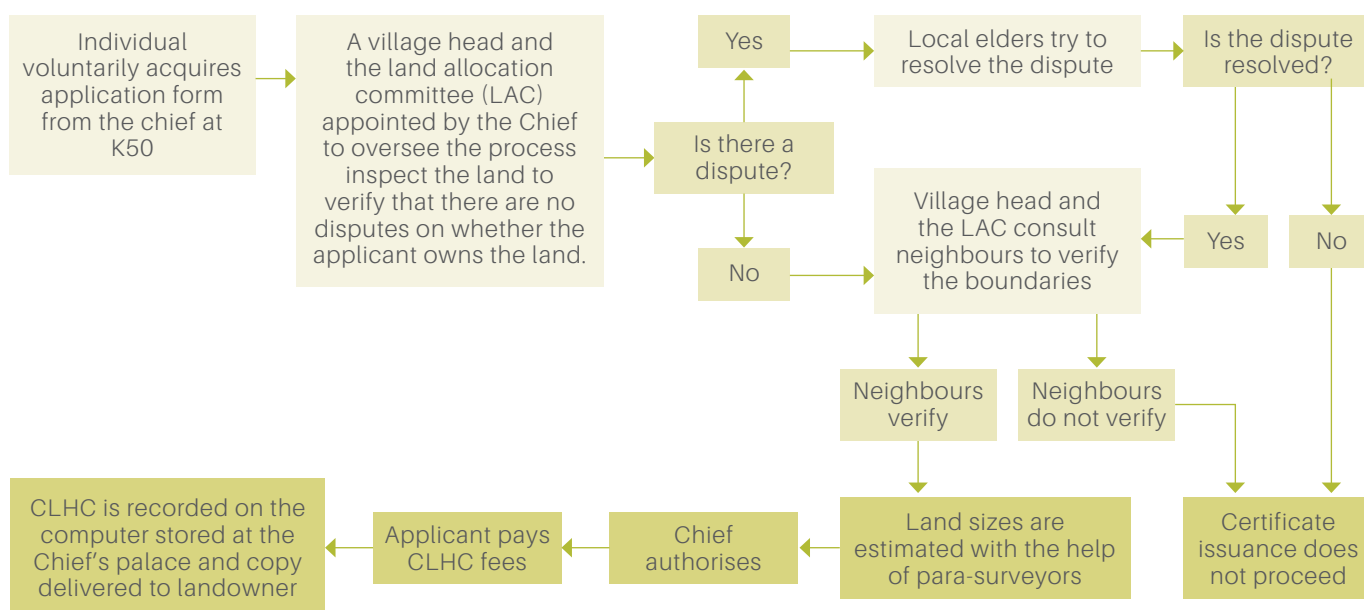 Individual
voluntarily acquires
application form
from the chief at
K50
A village head and
the land allocation
committee (LAC)
appointed by the Chief
to oversee the process
inspect the land to
verify that there are no
disputes on whether the
applicant owns the land.
Is there a
dispute?
Yes
Local elders try to
resolve the dispute
Is the dispute
resolved?
Yes
No
No
Village head and
the LAC consult
neighbours to verify
the boundaries
Neighbours
verify
Neighbours
do not verify
Land sizes are
estimated with the help
of para-surveyors
Chief
authorises
Applicant pays
CLHC fees
CLHC is recorded on the
computer stored at the
Chief’s palace and copy
delivered to landowner
Certificate
issuance does
not proceed